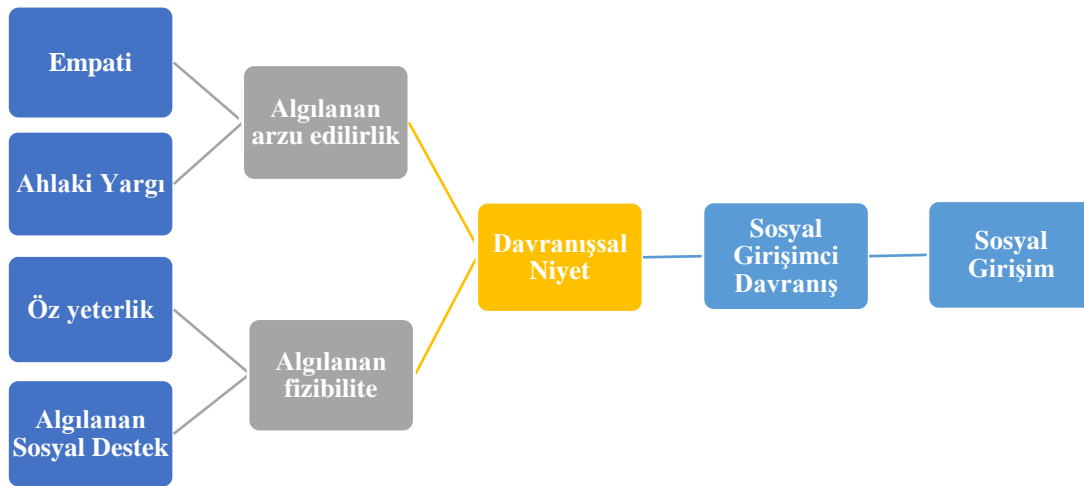 Empati
Ahlaki Yargı
Öz yeterlik
Algılanan
Sosyal Destek
Algılanan
arzu edilirlik
Algılanan
fizibilite
Davranışsal
Niyet
Sosyal
Girişimci
Davranış
Sosyal
Girişim